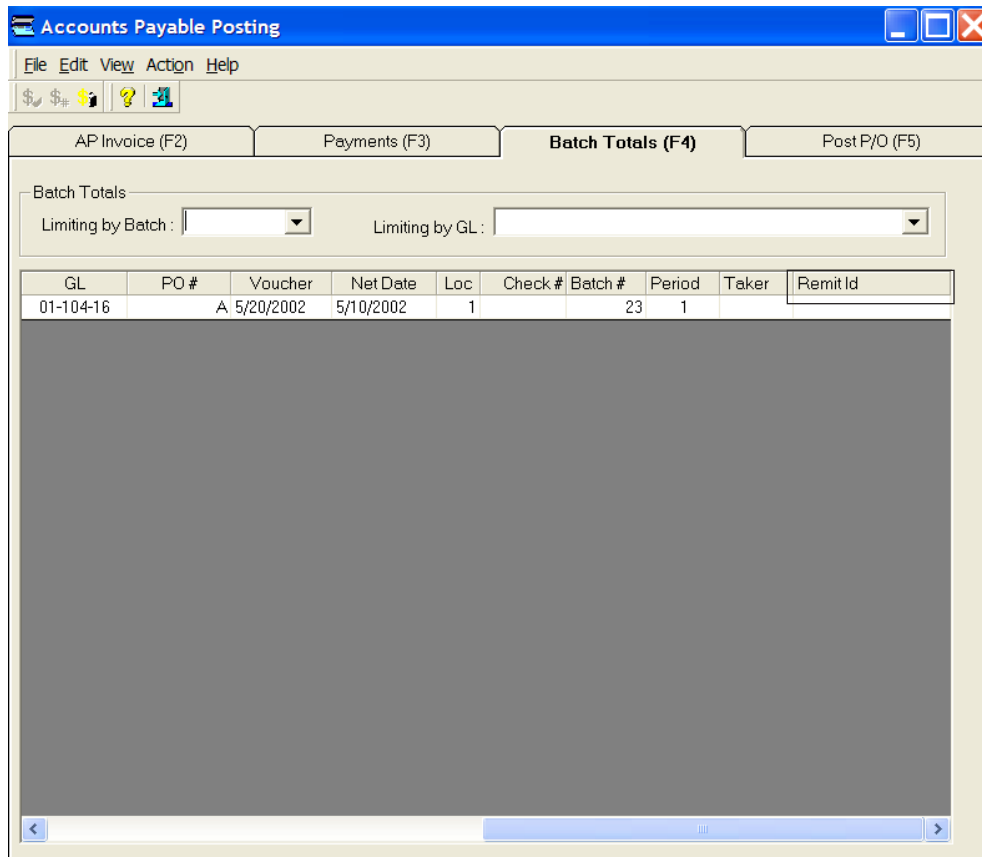 Accounts Payable Posting
File Edit View Action Help
AP Invoice (F2) Payments (F3) Batch Totals (F4) Post P/O (F5)
Batch Totals
Limiting by Batch : Limiting by GL :
GL PO # Voucher Net Date Loc Check # Batch # Period Taker Remit Id
01-104-16 A 5/20/2002 5/10/2002 1 23 1